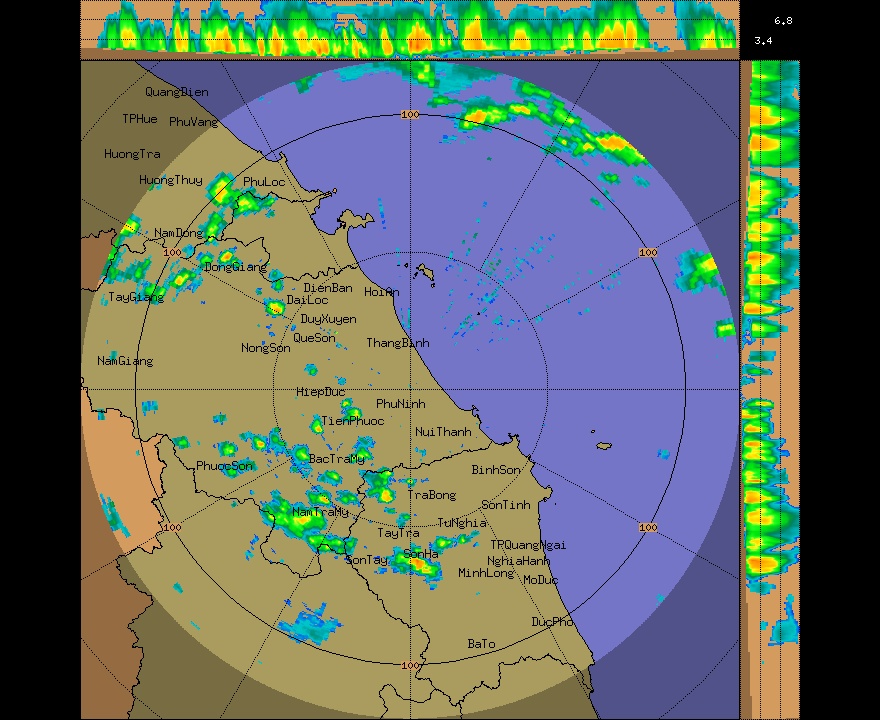 6.8
3.4
QuangDien
100
TPHue PhuVang
HuongTra
HuongThuy PhuLoc
NamDong
100 100
DongGiang
DienBan HoiAn
TayGiang DaiLoc
DuyXuyen
QueSon
ThangBinh
NongSon
NamGiang
HiepDuc
PhuNinh
TienPhuoc
NuiThanh
BacTraMy
PhuocSon BinhSon
TraBong
SonTinh
NamTraMy
100 TuNghia 100
TayTra
TPQuangNgai
SonHa
SonTay NghiaHanh
MinhLong
MoDuc
DucPho
BaTo
100